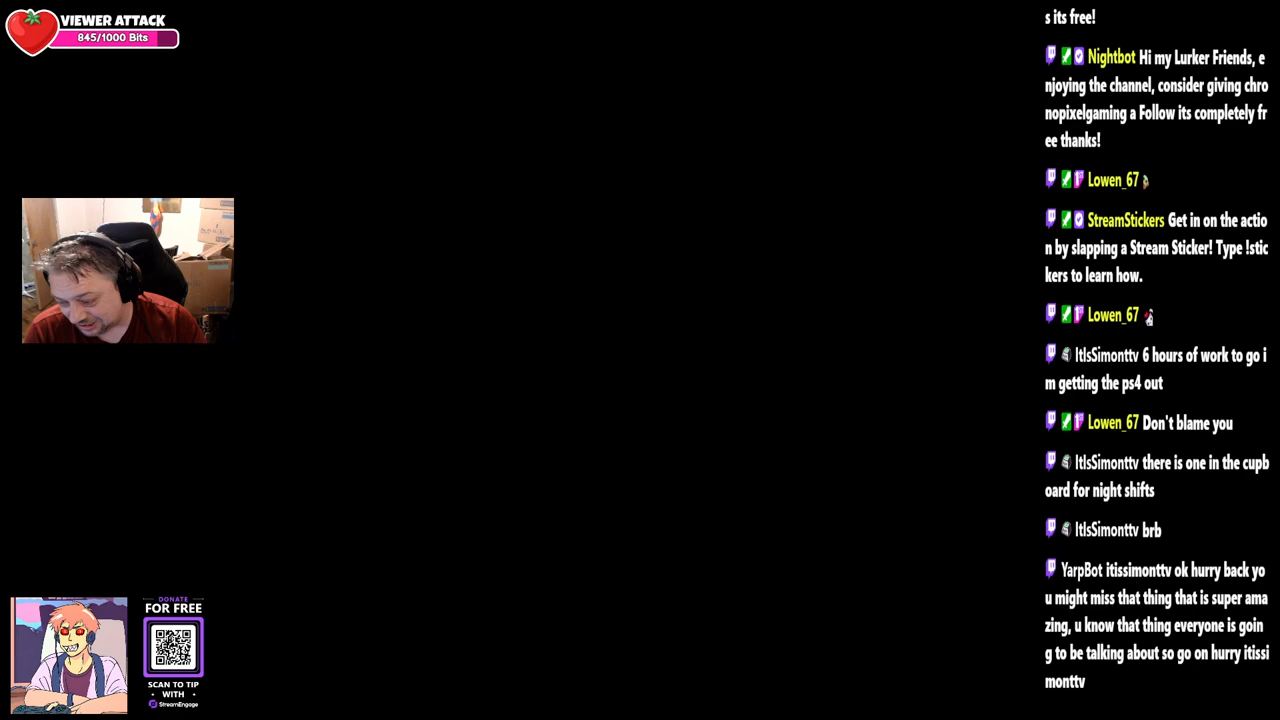 VIEWER ATTACK
845/1000 Bits
s its free!
Nightbot Hi my Lurker Friends, e
njoying the channel, consider giving chro
nopixelgaming a Follow its completely fr
ee thanks!
Lowen_67
StreamStickers Get in on the actio
n by slapping a Stream Sticker! Type !stic
kers to learn how.
Lowen_67
ItIsSimonttv 6 hours of work to go i
m getting the ps4 out
Lowen_67 Don't blame you
ItIsSimonttv there is one in the cupb
oard for night shifts
ItIsSimonttv brb
YarpBot itissimonttv ok hurry back yo
u might miss that thing that is super ama
zing, u know that thing everyone is goin
g to be talking about so go on hurry itissi
monttv
DONATE
FOR FREE
SCAN TO TIP
WITH
StreamEngage